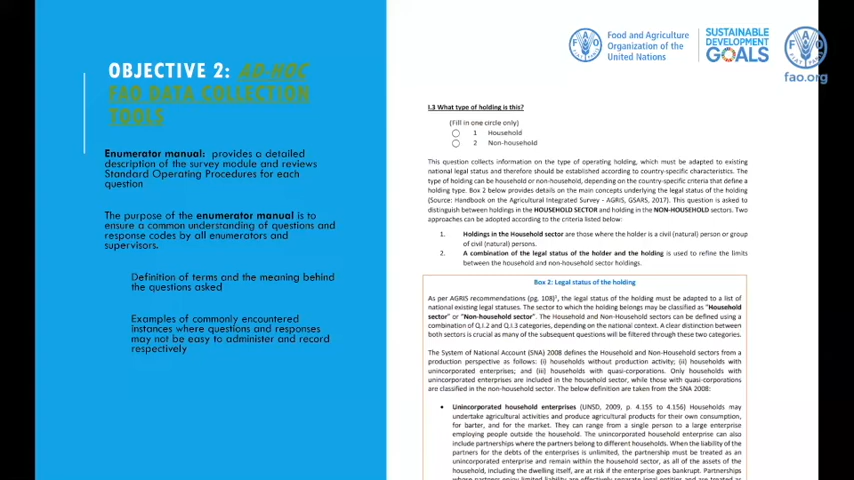 OBJECTIVE 2: AD-HOC
FAO DATA COLLECTION
TOOLS
Enumerator manual: provides a detailed
description of the survey module and reviews
Standard Operating Procedures for each
question
The purpose of the enumerator manual is to
ensure a common understanding of questions and
response codes by all enumerators and
supervisors.
Definition of terms and the meaning behind
the questions asked
Examples of commonly encountered
instances where questions and responses
may not be easy to administer and record
respectively
Food and Agriculture
Organization of the
United Nations
SUSTAINABLE
DEVELOPMENT
GOALS
FAO
FIAT PANIS
fao.org
I.3 What type of holding is this?
(Fill in one circle only)
1 Household
2 Non-household
This question collects information on the type of operating holding, which must be adapted to existing
national legal status and therefore should be established according to country-specific characteristics. The
type of holding can be household or non-household, depending on the country-specific criteria that define a
holding type. Box 2 below provides details on the main concepts underlying the legal status of the holding
(Source: Handbook on the Agricultural Integrated Survey - AGRIS, GSARS, 2017). This question is asked to
distinguish between holdings in the HOUSEHOLD SECTOR and holding in the NON-HOUSEHOLD sectors. Two
approaches can be adopted according to the criteria listed below:
1. Holdings in the Household sector are those where the holder is a civil (natural) person or group
of civil (natural) persons.
2. A combination of the legal status of the holder and the holding is used to refine the limits
between the household and non-household sector holdings.
Box 2: Legal status of the holding
As per AGRIS recommendations (pg. 108)¹, the legal status of the holding must be adapted to a list of
national existing legal statuses. The sector to which the holding belongs may be classified as "Household
sector" or "Non-household sector". The Household and Non-Household sectors can be defined using a
combination of Q.I.2 and Q.I.3 categories, depending on the national context. A clear distinction between
both sectors is crucial as many of the subsequent questions will be filtered through these two categories.
The System of National Account (SNA) 2008 defines the Household and Non-Household sectors from a
production perspective as follows: (i) households without production activity; (ii) households with
unincorporated enterprises; and (iii) households with quasi-corporations. Only households with
unincorporated enterprises are included in the household sector, while those with quasi-corporations
are classified in the non-household sector. The below definition are taken from the SNA 2008:
• Unincorporated household enterprises (UNSD, 2009, p. 4.155 to 4.156) Households may
undertake agricultural activities and produce agricultural products for their own consumption,
for barter, and for the market. They can range from a single person to a large enterprise
employing people outside the household. The unincorporated household enterprise can also
include partnerships where the partners belong to different households. When the liability of the
partners for the debts of the enterprises is unlimited, the partnership must be treated as an
unincorporated enterprise and remain within the household sector, as all of the assets of the
household, including the dwelling itself, are at risk if the enterprise goes bankrupt. Partnerships
whose partners enjoy limited liability are effectively separate legal entities and are treated as